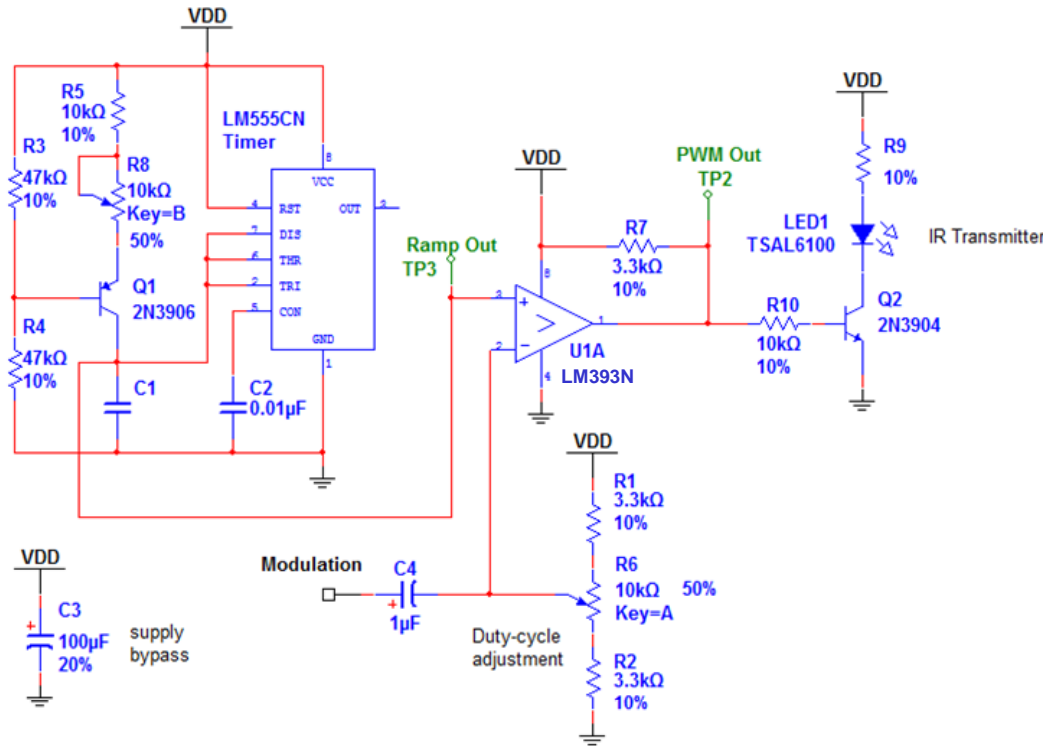 VDD
R5
10kΩ
10%
R3
47kΩ
10%
R8
10kΩ
Key=B
50%
Q1
2N3906
R4
47kΩ
10%
C1
C2
0.01µF
LM555CN
Timer
8
VCC
4
RST
OUT
3
7
DIS
6
THR
2
TRI
5
CON
GND
1
Ramp Out
TP3
VDD
R7
3.3kΩ
10%
PWM Out
TP2
8
3
+
2
−
1
4
U1A
LM393N
R10
10kΩ
10%
VDD
R9
10%
LED1
TSAL6100
IR Transmitter
Q2
2N3904
VDD
R1
3.3kΩ
10%
R6
10kΩ 50%
Key=A
R2
3.3kΩ
10%
Duty-cycle
adjustment
Modulation
C4
+
1µF
VDD
+
C3
100µF
20%
supply
bypass